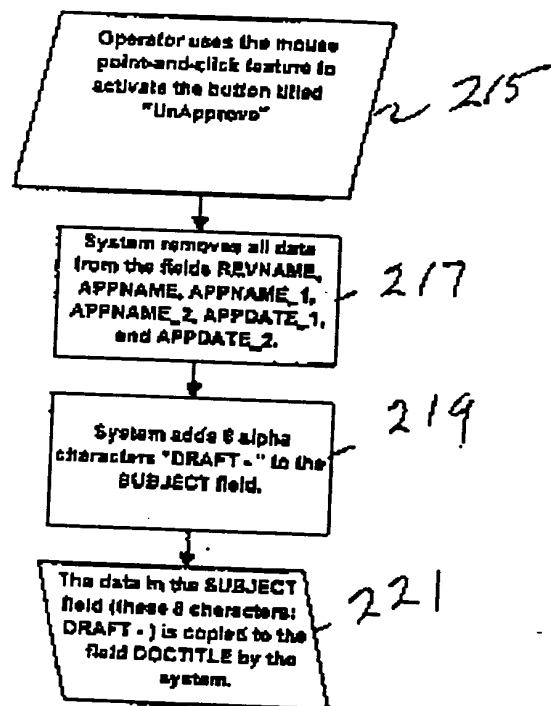 Operator uses the mouse
point-and-click feature to
activate the button titled
"UnApprove"
215
System removes all data
from the fields REVNAME,
APPNAME, APPNAME_1,
APPNAME_2, APPDATE_1,
and APPDATE_2.
217
System adds 8 alpha
characters "DRAFT - " to the
SUBJECT field.
219
The data in the SUBJECT
field (these 8 characters:
DRAFT - ) is copied to the
field DOCTITLE by the
system.
221